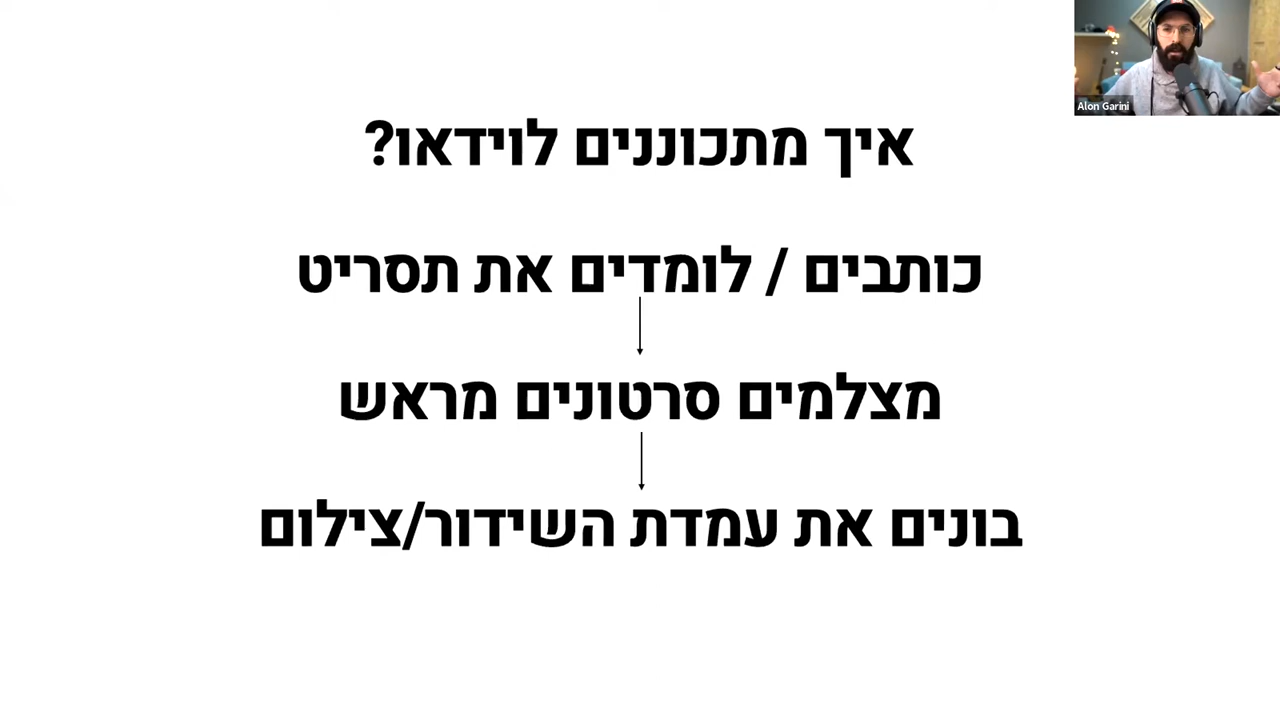 איך מתכוננים לוידאו?
כותבים / לומדים את תסריט
מצלמים סרטונים מראש
בונים את עמדת השידור/צילום
Alon Garini